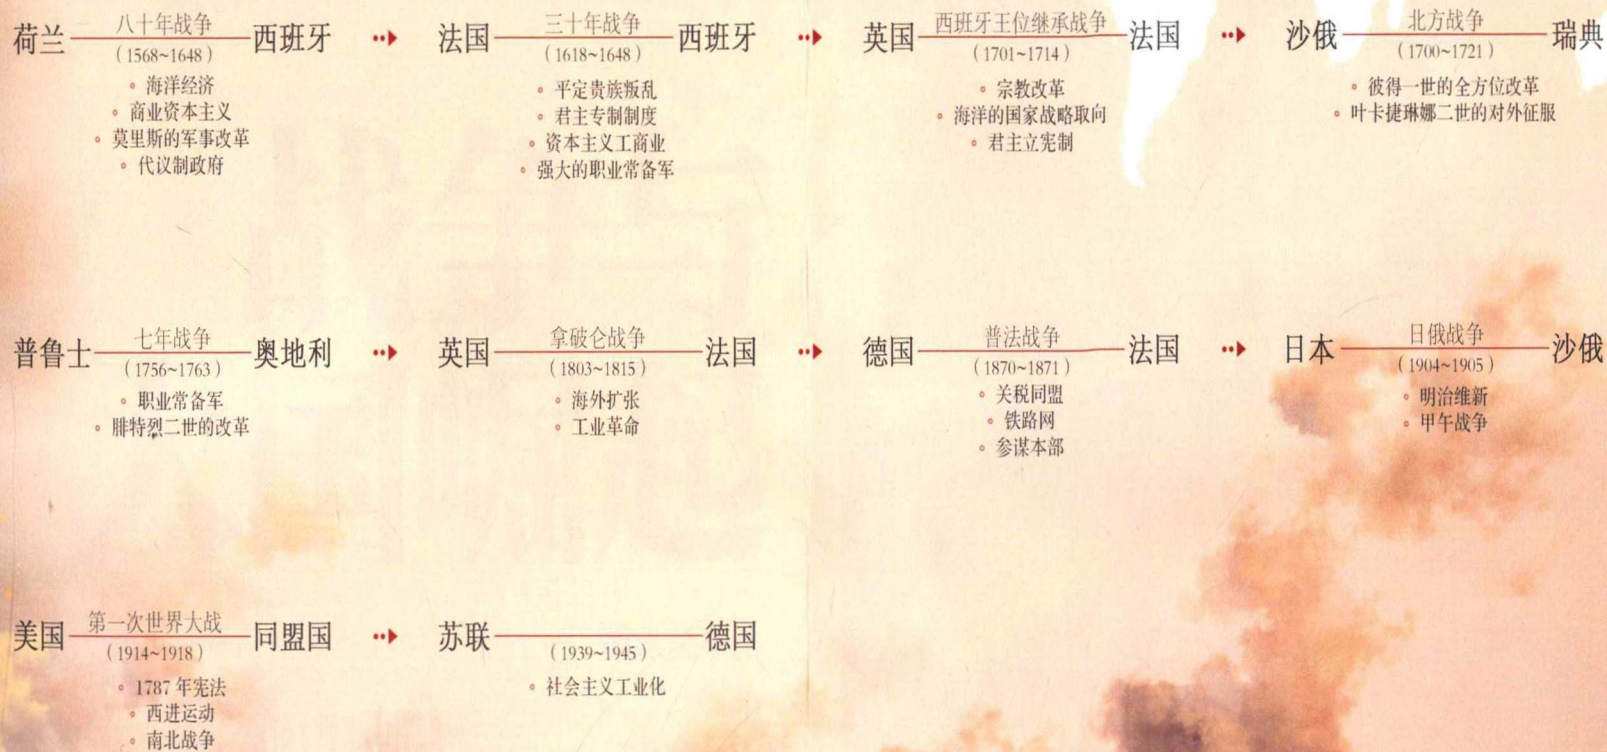 荷兰 八十年战争 西班牙 法国 三十年战争 西班牙 英国 西班牙王位继承战争 法国 沙俄 北方战争 瑞典
(1568~1648) (1618~1648) (1701~1714) (1700~1721)
海洋经济
商业资本主义
莫里斯的军事改革
代议制政府
平定贵族叛乱
君主专制制度
资本主义工商业
强大的职业常备军
宗教改革
海洋的国家战略取向
君主立宪制
彼得一世的全方位改革
叶卡捷琳娜二世的对外征服
普鲁士 七年战争 奥地利 英国 拿破仑战争 法国 德国 普法战争 法国 日本 日俄战争 沙俄
(1756~1763) (1803~1815) (1870~1871) (1904~1905)
职业常备军
腓特烈二世的改革
海外扩张
工业革命
关税同盟
铁路网
参谋本部
明治维新
甲午战争
美国 第一次世界大战 同盟国 苏联 德国
(1914~1918) (1939~1945)
1787年宪法
西进运动
南北战争
社会主义工业化